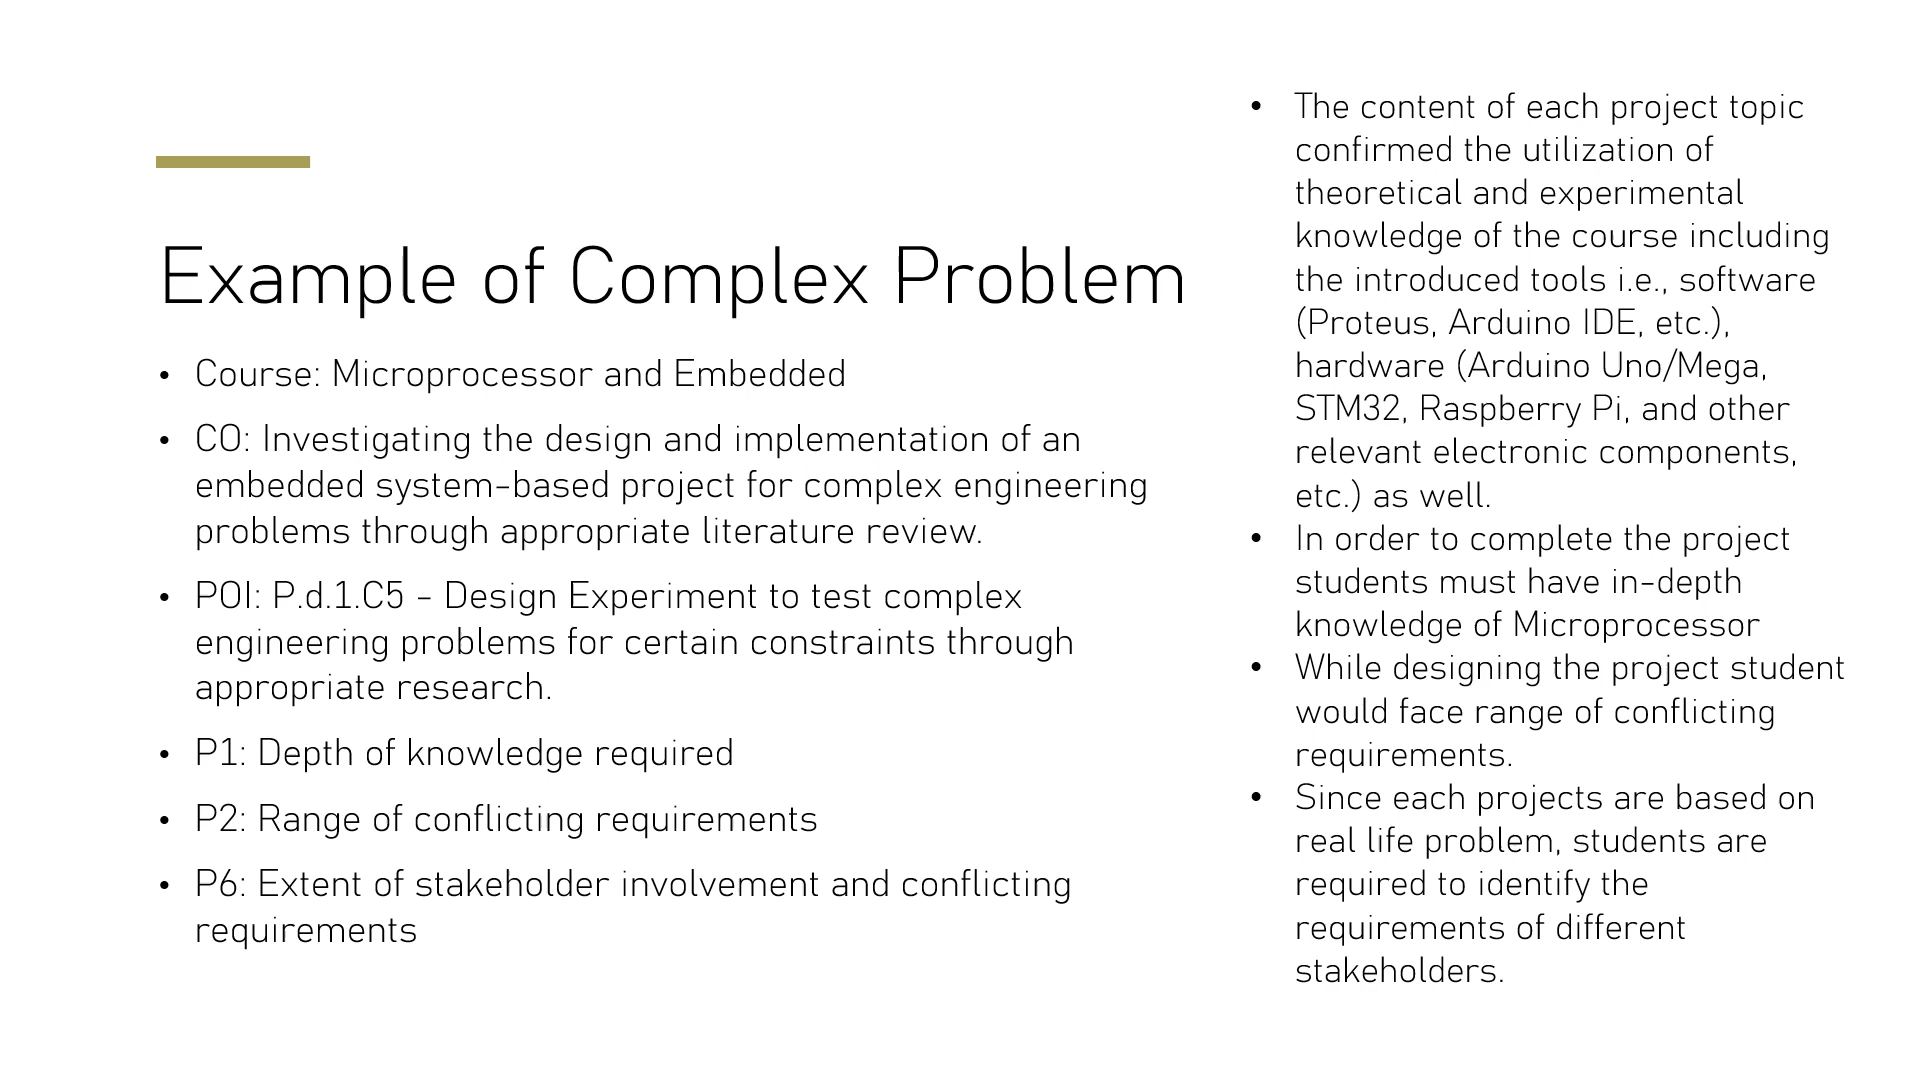 Example of Complex Problem
• Course: Microprocessor and Embedded
• CO: Investigating the design and implementation of an
embedded system-based project for complex engineering
problems through appropriate literature review.
• POI: P.d.1.C5 - Design Experiment to test complex
engineering problems for certain constraints through
appropriate research.
• P1: Depth of knowledge required
• P2: Range of conflicting requirements
• P6: Extent of stakeholder involvement and conflicting
requirements
• The content of each project topic
confirmed the utilization of
theoretical and experimental
knowledge of the course including
the introduced tools i.e., software
(Proteus, Arduino IDE, etc.),
hardware (Arduino Uno/Mega,
STM32, Raspberry Pi, and other
relevant electronic components,
etc.) as well.
• In order to complete the project
students must have in-depth
knowledge of Microprocessor
• While designing the project student
would face range of conflicting
requirements.
• Since each projects are based on
real life problem, students are
required to identify the
requirements of different
stakeholders.